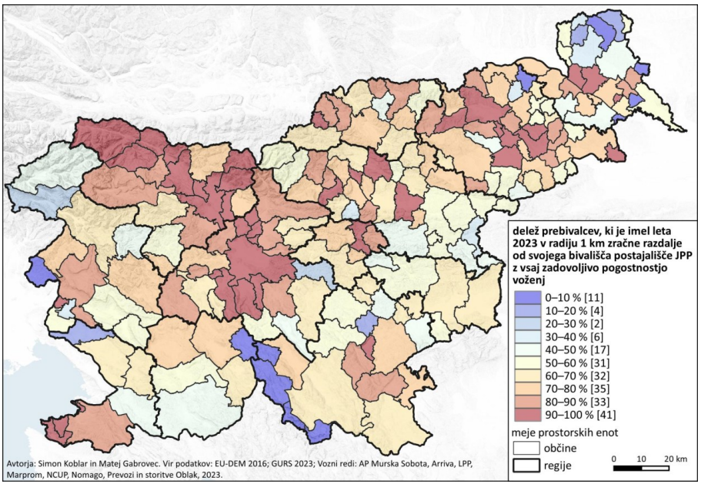 delež prebivalcev, ki je imel leta
2023 v radiju 1 km zračne razdalje
od svojega bivališča postajališče JPP
z vsaj zadovoljivo pogostnostjo
voženj
0–10 % [11]
10–20 % [4]
20–30 % [2]
30–40 % [6]
40–50 % [17]
50–60 % [31]
60–70 % [32]
70–80 % [35]
80–90 % [33]
90–100 % [41]
meje prostorskih enot
občine
regije
0 10 20 km
Avtorja: Simon Koblar in Matej Gabrovec. Vir podatkov: EU-DEM 2016; GURS 2023; Vozni redi: AP Murska Sobota, Arriva, LPP,
Marprom, NCUP, Nomago, Prevozi in storitve Oblak, 2023.